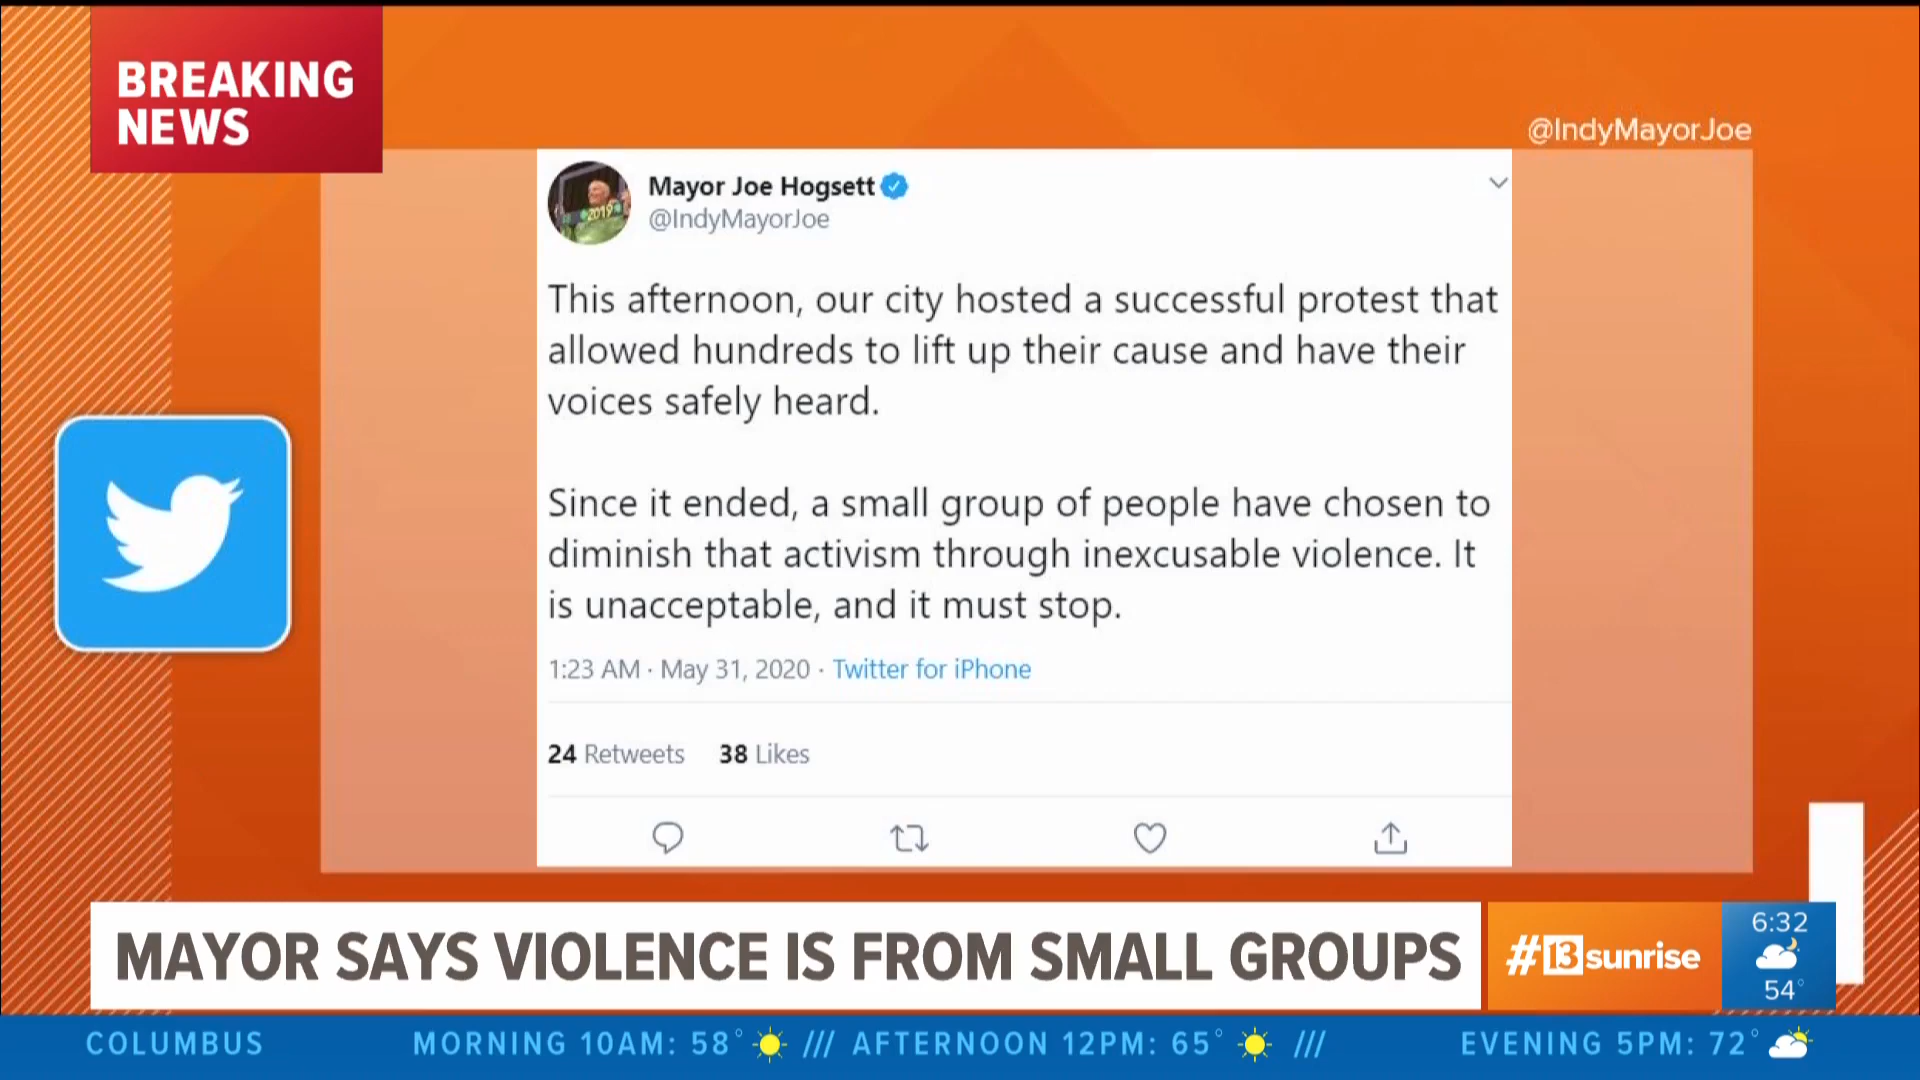 BREAKING
NEWS
@IndyMayorJoe
Mayor Joe Hogsett
@IndyMayorJoe
2019
This afternoon, our city hosted a successful protest that
allowed hundreds to lift up their cause and have their
voices safely heard.
Since it ended, a small group of people have chosen to
diminish that activism through inexcusable violence. It
is unacceptable, and it must stop.
1:23 AM · May 31, 2020 · Twitter for iPhone
24 Retweets 38 Likes
MAYOR SAYS VIOLENCE IS FROM SMALL GROUPS
#13sunrise
6:32
54°
COLUMBUS MORNING 10AM: 58° /// AFTERNOON 12PM: 65° /// EVENING 5PM: 72°